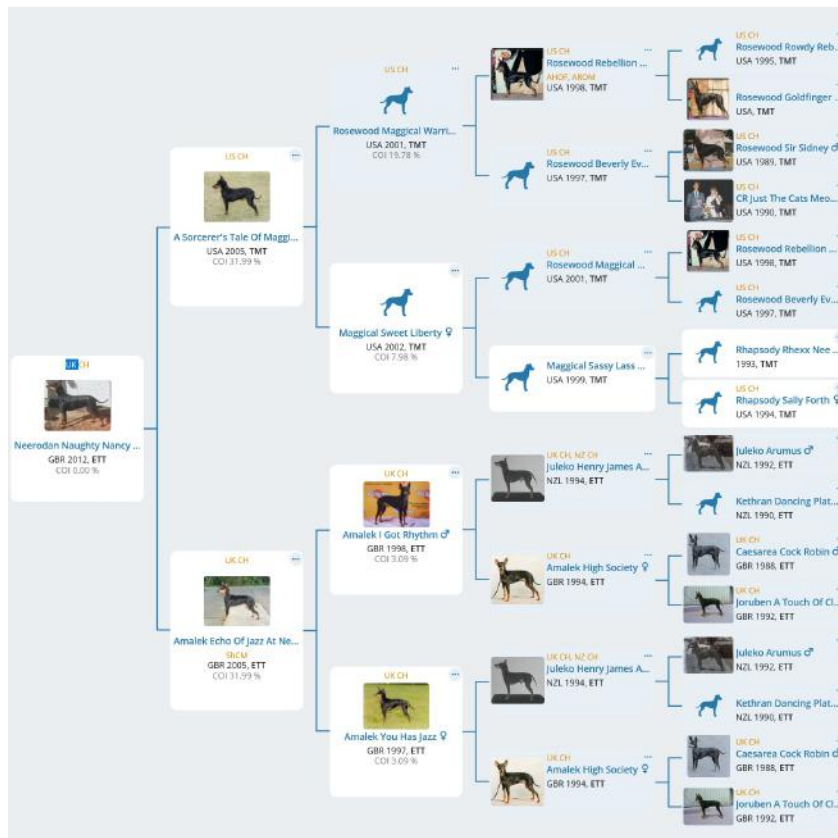 UK CH
Neerodan Naughty Nancy ...
GBR 2012, ETT
COI 0.00 %
US CH
A Sorcerer's Tale Of Maggi...
USA 2005, TMT
COI 31.99 %
UK CH
Amalek Echo Of Jazz At Ne...
ShCM
GBR 2005, ETT
COI 31.99 %
US CH
Rosewood Maggical Warri...
USA 2001, TMT
COI 19.78 %
Maggical Sweet Liberty ♀
USA 2002, TMT
COI 7.98 %
UK CH
Amalek I Got Rhythm ♂
GBR 1998, ETT
COI 3.09 %
UK CH
Amalek You Has Jazz ♀
GBR 1997, ETT
COI 3.09 %
US CH
Rosewood Rebellion ...
AHOF, AROM
USA 1998, TMT
US CH
Rosewood Beverly Ev...
USA 1997, TMT
US CH
Rosewood Maggical ...
USA 2001, TMT
Maggical Sassy Lass ...
USA 1999, TMT
UK CH, NZ CH
Juleko Henry James A...
NZL 1994, ETT
UK CH
Amalek High Society ♀
GBR 1994, ETT
UK CH, NZ CH
Juleko Henry James A...
NZL 1994, ETT
UK CH
Amalek High Society ♀
GBR 1994, ETT
US CH
Rosewood Rowdy Reb...
USA 1995, TMT
Rosewood Goldfinger ...
USA, TMT
US CH
Rosewood Sir Sidney ♂
USA 1989, TMT
US CH
CR Just The Cats Meo...
USA 1990, TMT
US CH
Rosewood Rebellion ...
USA 1998, TMT
US CH
Rosewood Beverly Ev...
USA 1997, TMT
Rhapsody Rhexx Nee ...
1993, TMT
US CH
Rhapsody Sally Forth ♀
USA 1994, TMT
Juleko Arumus ♂
NZL 1992, ETT
Kethran Dancing Plat...
NZL 1990, ETT
UK CH
Caesarea Cock Robin ♂
GBR 1988, ETT
UK CH
Joruben A Touch Of Cl...
GBR 1992, ETT
Juleko Arumus ♂
NZL 1992, ETT
Kethran Dancing Plat...
NZL 1990, ETT
UK CH
Caesarea Cock Robin ♂
GBR 1988, ETT
UK CH
Joruben A Touch Of Cl...
GBR 1992, ETT